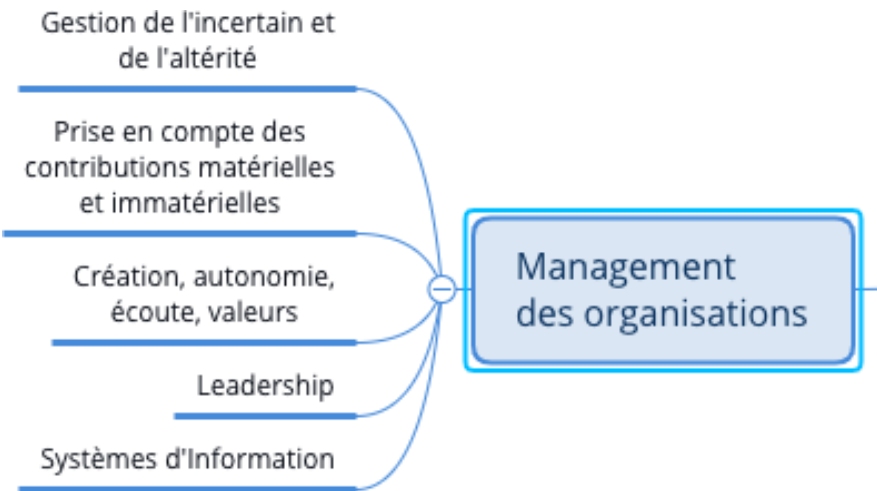 Gestion de l'incertain et
de l'altérité
Prise en compte des
contributions matérielles
et immatérielles
Création, autonomie,
écoute, valeurs
Leadership
Systèmes d'Information
Management
des organisations